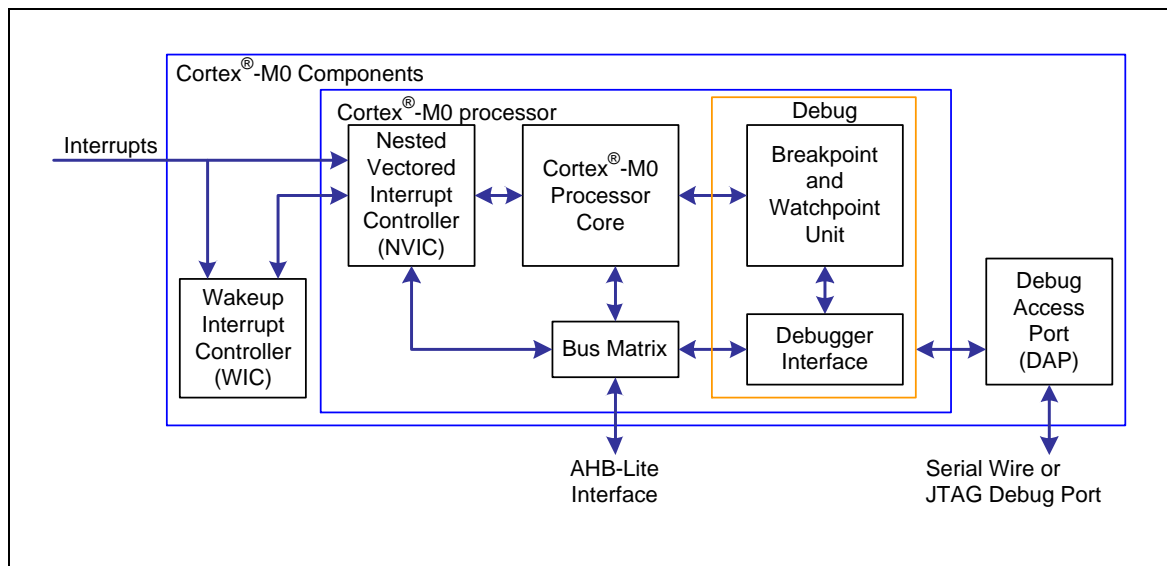 Cortex®-M0 Components
Cortex®-M0 processor
Debug
Interrupts
Nested
Vectored
Interrupt
Controller
(NVIC)
Cortex®-M0
Processor
Core
Breakpoint
and
Watchpoint
Unit
Wakeup
Interrupt
Controller
(WIC)
Bus Matrix
Debugger
Interface
Debug
Access
Port
(DAP)
AHB-Lite
Interface
Serial Wire or
JTAG Debug Port